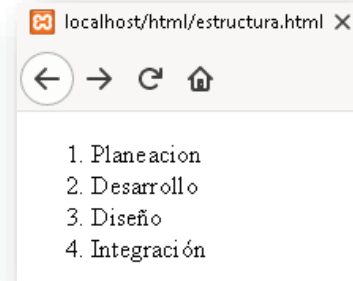 localhost/html/estructura.html
1. Planeacion
2. Desarrollo
3. Diseño
4. Integración